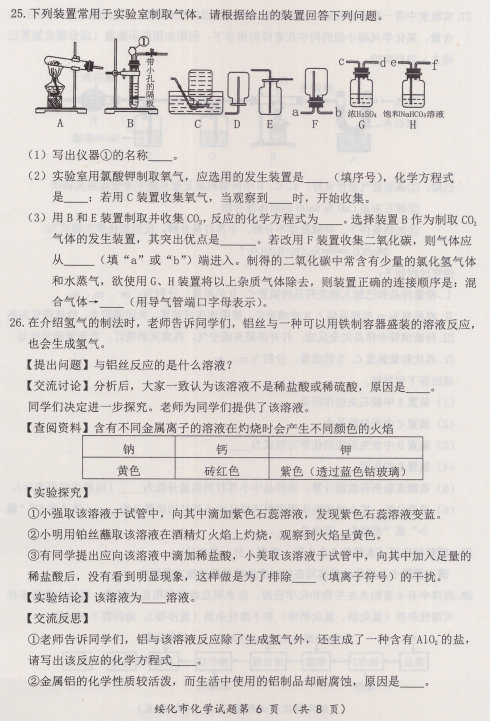 25.下列装置常用于实验室制取气体。请根据给出的装置回答下列问题。
①
带小孔的隔板
c d e f
a b 浓H₂SO₄ 饱和NaHCO₃溶液
A B C D E F G H
(1)写出仪器①的名称____。
(2)实验室用氯酸钾制取氧气,应选用的发生装置是____(填序号),化学方程式
是____;若用C装置收集氧气,当观察到____时,开始收集。
(3)用B和E装置制取并收集CO₂,反应的化学方程式为____。选择装置B作为制取CO₂
气体的发生装置,其突出优点是____。若改用F装置收集二氧化碳,则气体应
从____(填“a”或“b”)端进入。制得的二氧化碳中常含有少量的氯化氢气体
和水蒸气,欲使用G、H装置将以上杂质气体除去,则装置正确的连接顺序是:混
合气体→____(用导气管端口字母表示)。
26.在介绍氢气的制法时,老师告诉同学们,铝丝与一种可以用铁制容器盛装的溶液反应,
也会生成氢气。
【提出问题】与铝丝反应的是什么溶液?
【交流讨论】分析后,大家一致认为该溶液不是稀盐酸或稀硫酸,原因是____。
同学们决定进一步探究。老师为同学们提供了该溶液。
【查阅资料】含有不同金属离子的溶液在灼烧时会产生不同颜色的火焰
钠 钙 钾
黄色 砖红色 紫色(透过蓝色钴玻璃)
【实验探究】
①小强取该溶液于试管中,向其中滴加紫色石蕊溶液,发现紫色石蕊溶液变蓝。
②小明用铂丝蘸取该溶液在酒精灯火焰上灼烧,观察到火焰呈黄色。
③有同学提出应向该溶液中滴加稀盐酸,小美取该溶液于试管中,向其中加入足量的
稀盐酸后,没有看到明显现象,这样做是为了排除____(填离子符号)的干扰。
【实验结论】该溶液为____溶液。
【交流反思】
①老师告诉同学们,铝与该溶液反应除了生成氢气外,还生成了一种含有AlO₂⁻的盐,
请写出该反应的化学方程式____。
②金属铝的化学性质较活泼,而生活中使用的铝制品却耐腐蚀,原因是____。
绥化市化学试题第 6 页 (共 8 页)